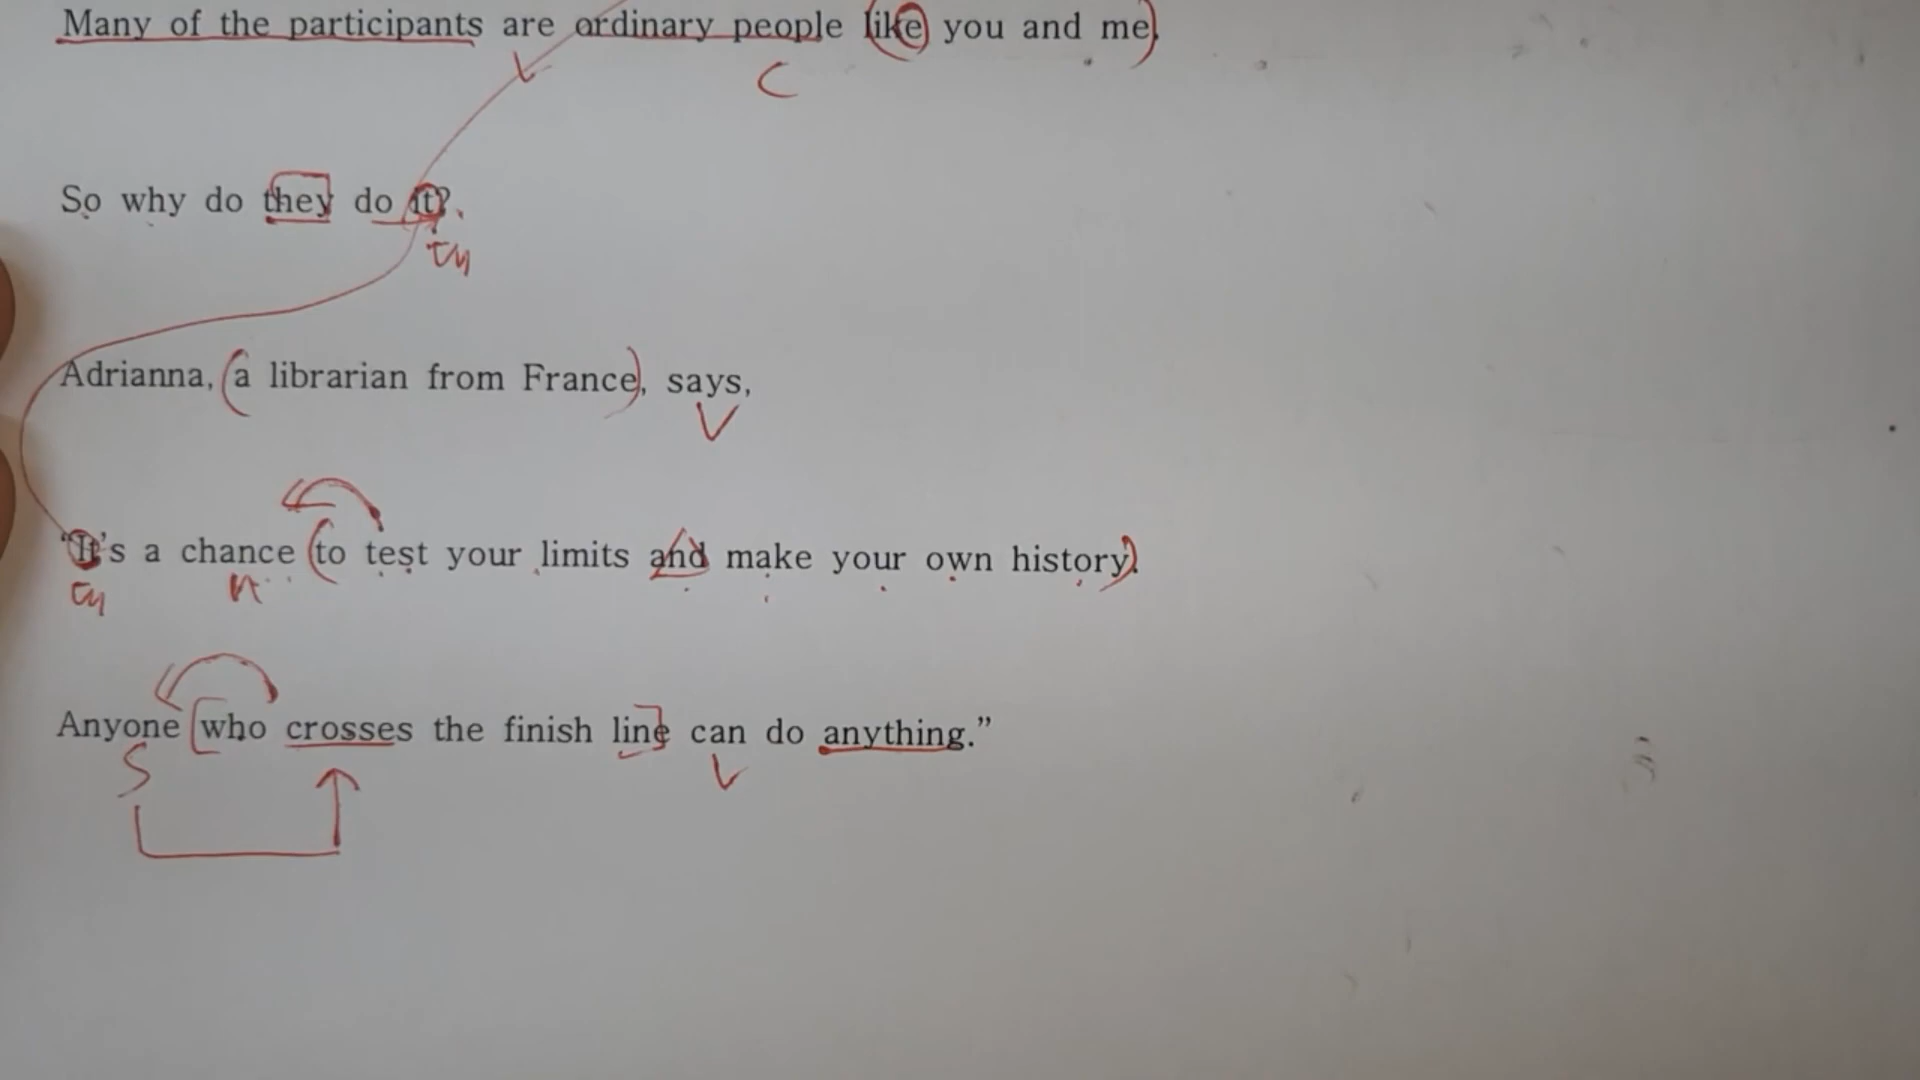 Many of the participants are ordinary people like you and me.
V C
So why do they do it?
Adrianna, a librarian from France, says,
V
"It's a chance to test your limits and make your own history.
n
Anyone who crosses the finish line can do anything."
S V